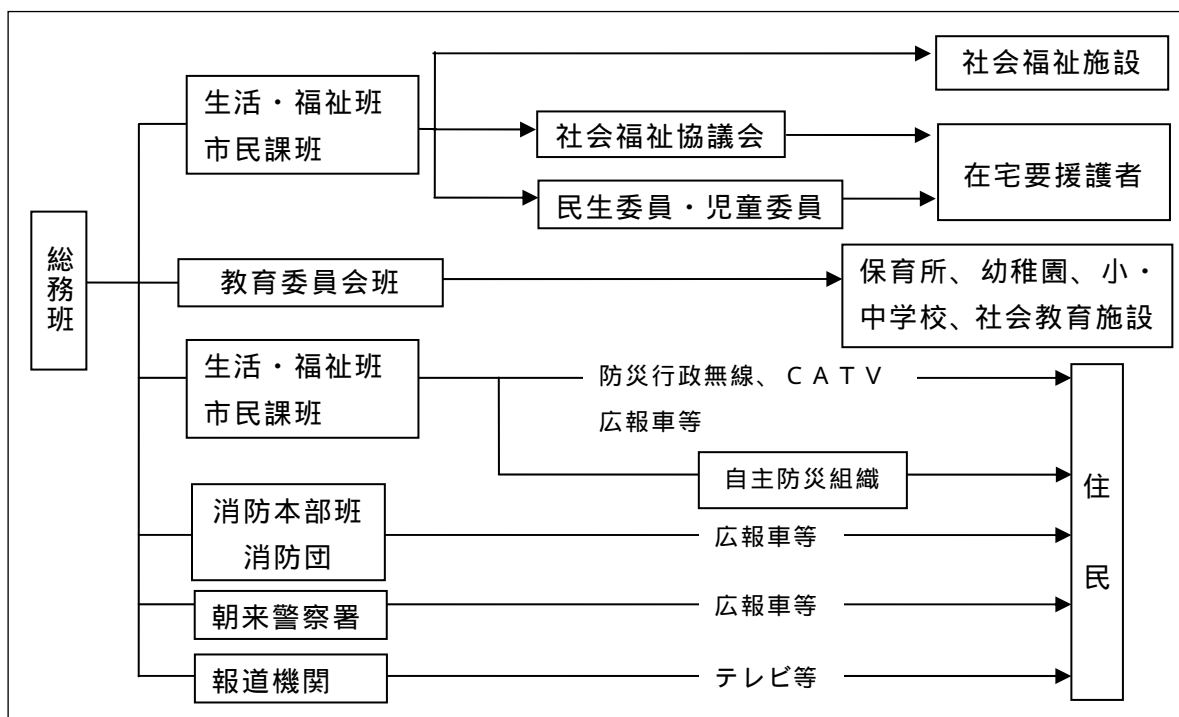 社会福祉施設
生活・福祉班
市民課班
社会福祉協議会
在宅要援護者
民生委員・児童委員
総務班
教育委員会班
保育所、幼稚園、小・
中学校、社会教育施設
生活・福祉班
市民課班
防災行政無線、CATV
広報車等
自主防災組織
住民
消防本部班
消防団
広報車等
朝来警察署
広報車等
報道機関
テレビ等